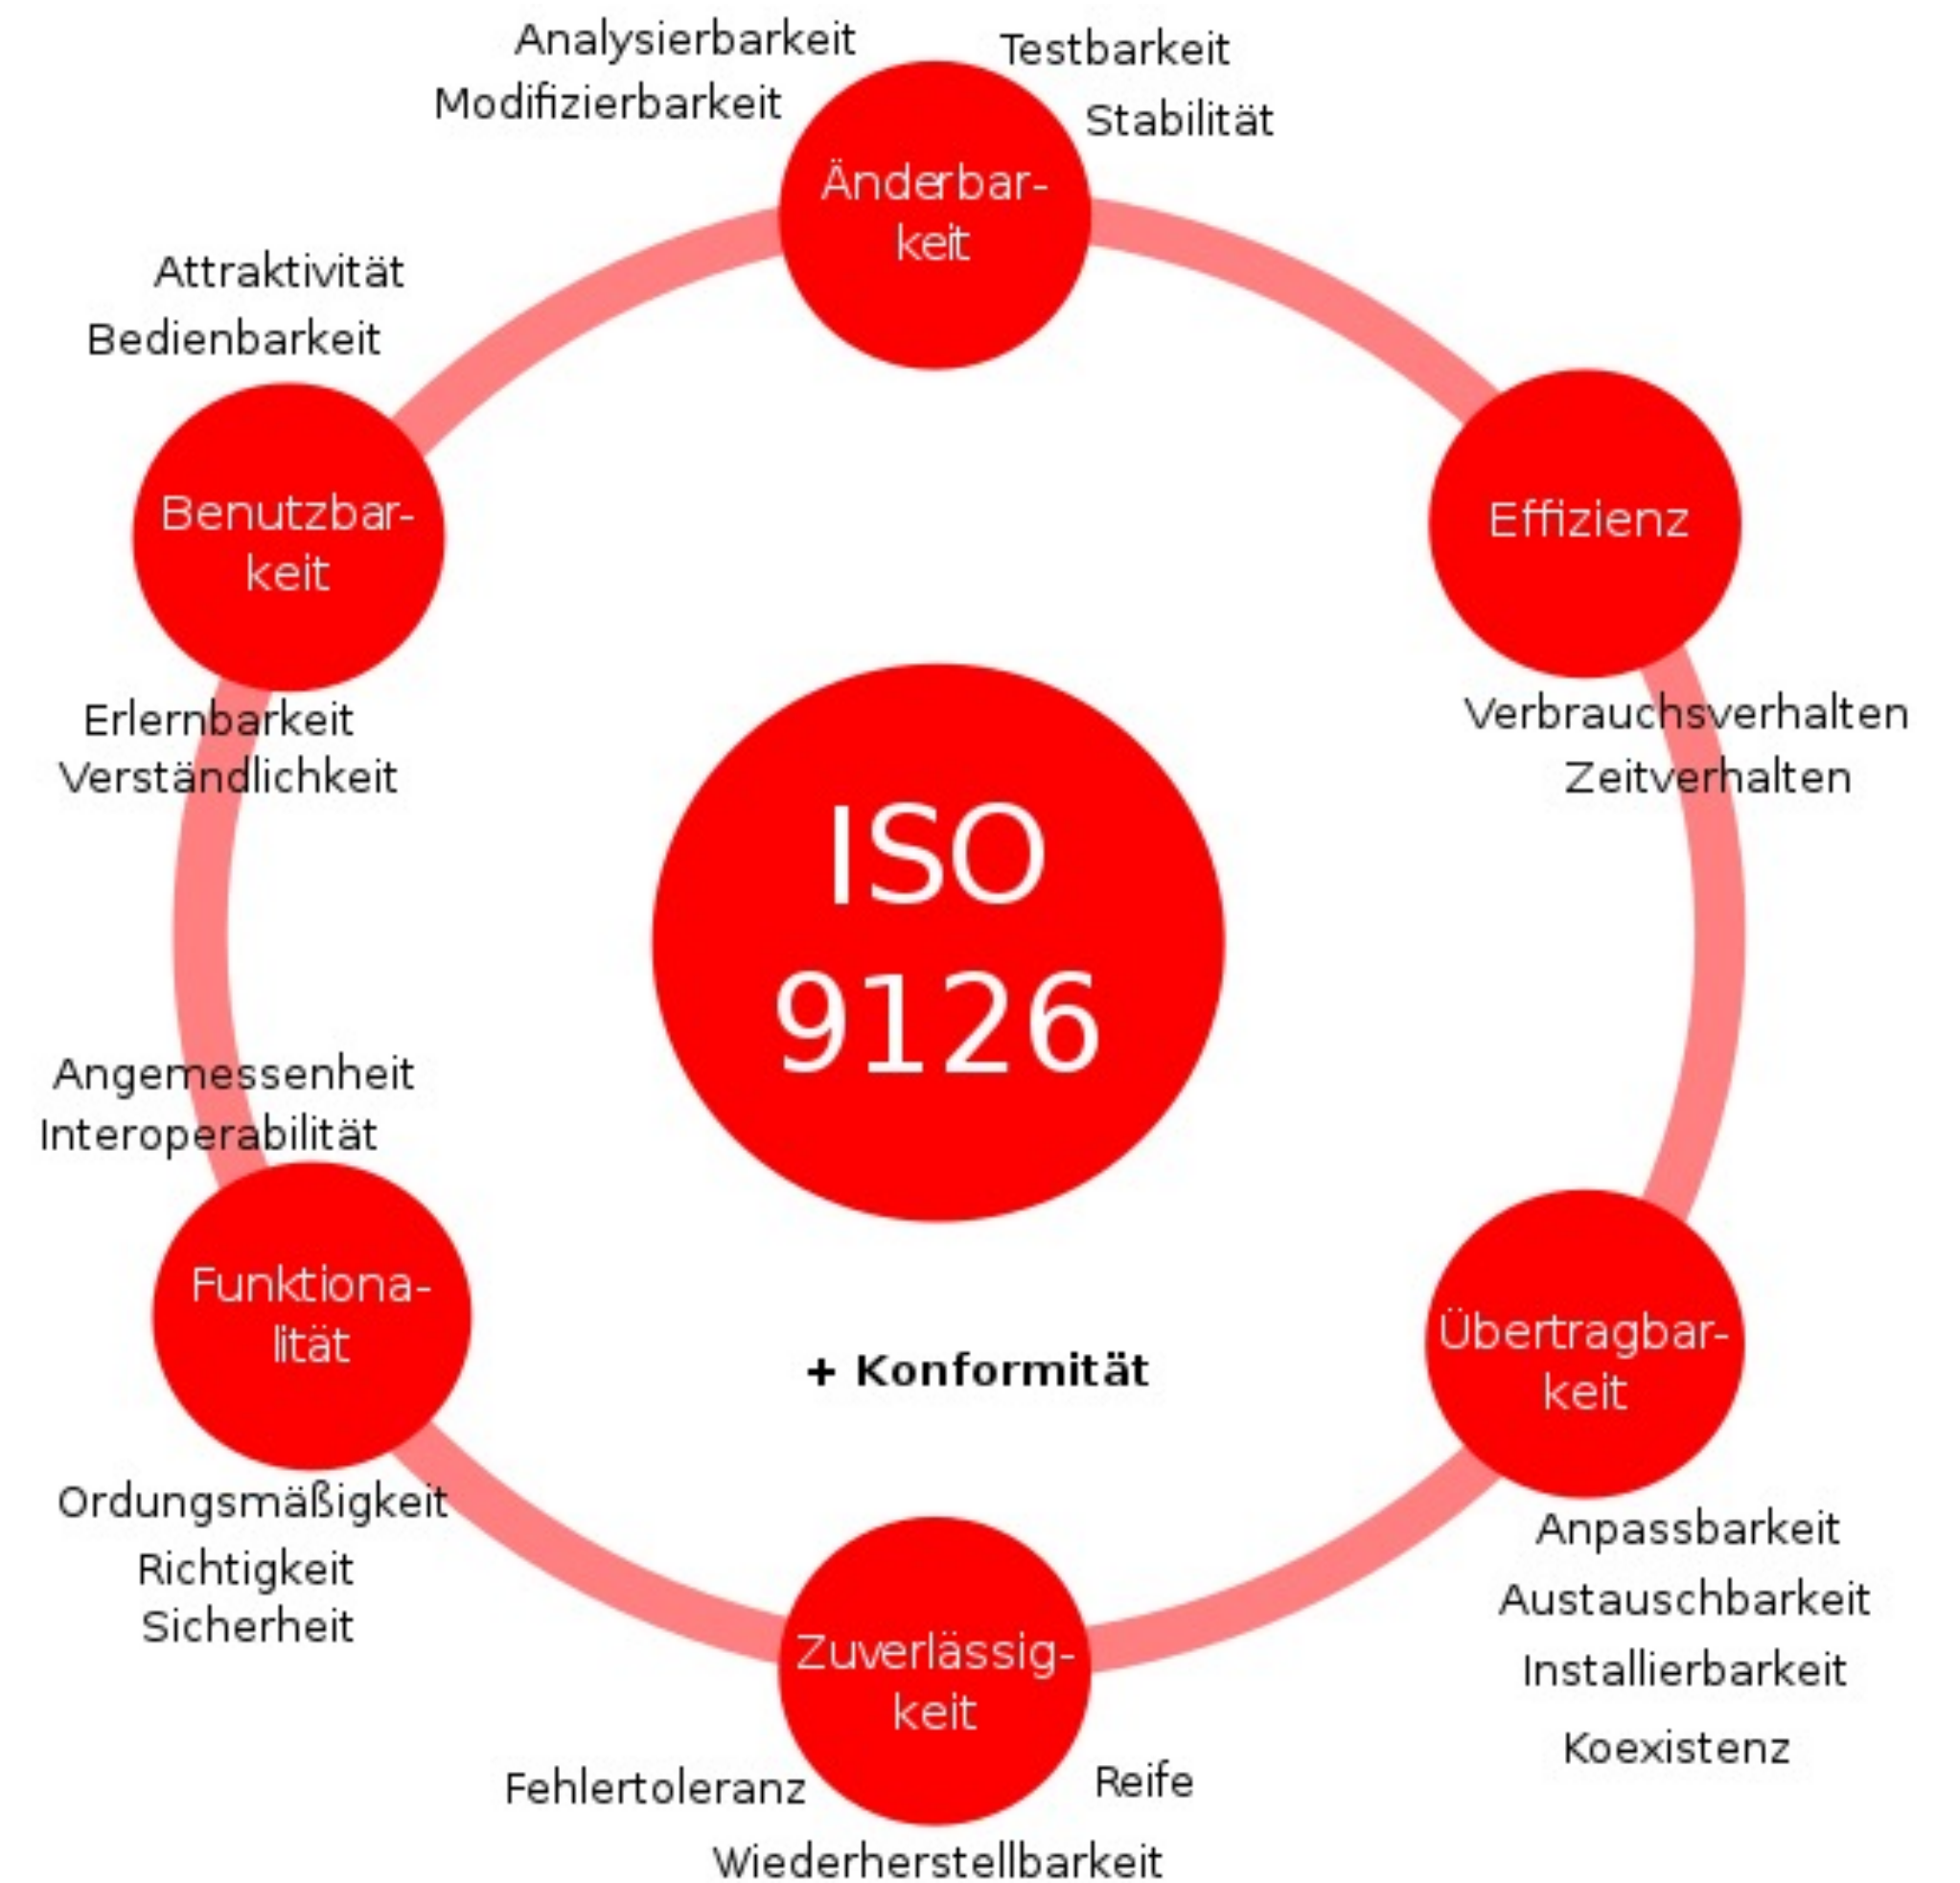 Analysierbarkeit
Testbarkeit
Modifizierbarkeit
Stabilität
Änderbar-
keit
Attraktivität
Bedienbarkeit
Benutzbar-
keit
Erlernbarkeit
Verständlichkeit
Effizienz
Verbrauchsverhalten
Zeitverhalten
ISO
9126
Angemessenheit
Interoperabilität
Funktiona-
lität
Ordungsmäßigkeit
Richtigkeit
Sicherheit
+ Konformität
Übertragbar-
keit
Anpassbarkeit
Austauschbarkeit
Installierbarkeit
Koexistenz
Zuverlässig-
keit
Fehlertoleranz
Reife
Wiederherstellbarkeit